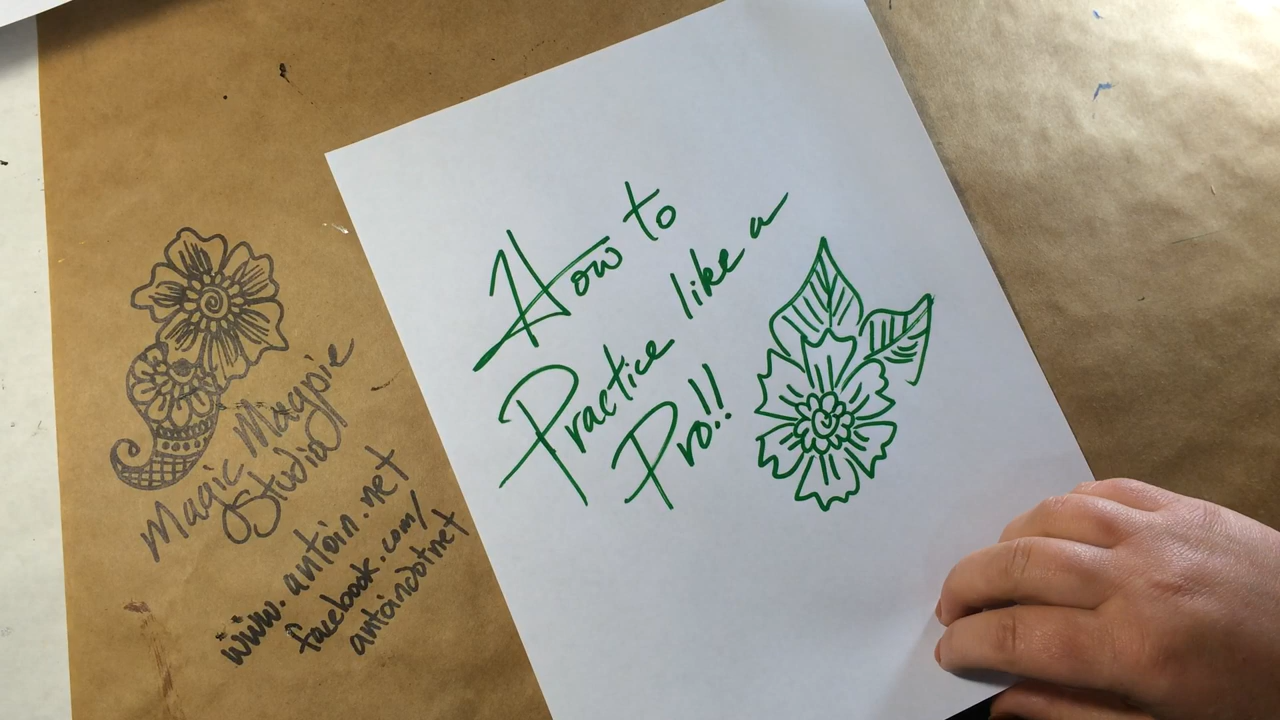 How to
Practice like a
Pro!!
Magic Magpie
Studio
www.antoin.net
facebook.com/
antoindotnet